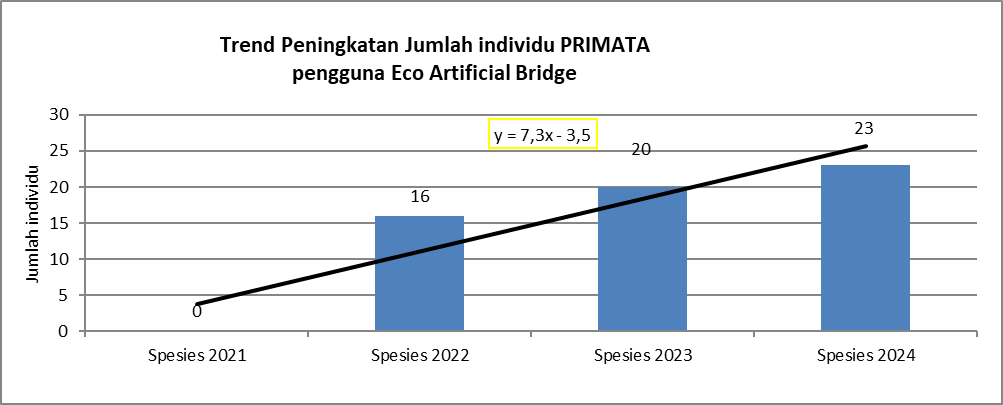 Trend Peningkatan Jumlah individu PRIMATA
pengguna Eco Artificial Bridge
Jumlah individu
30
25
20
15
10
5
0
y = 7,3x - 3,5
0
16
20
23
Spesies 2021
Spesies 2022
Spesies 2023
Spesies 2024